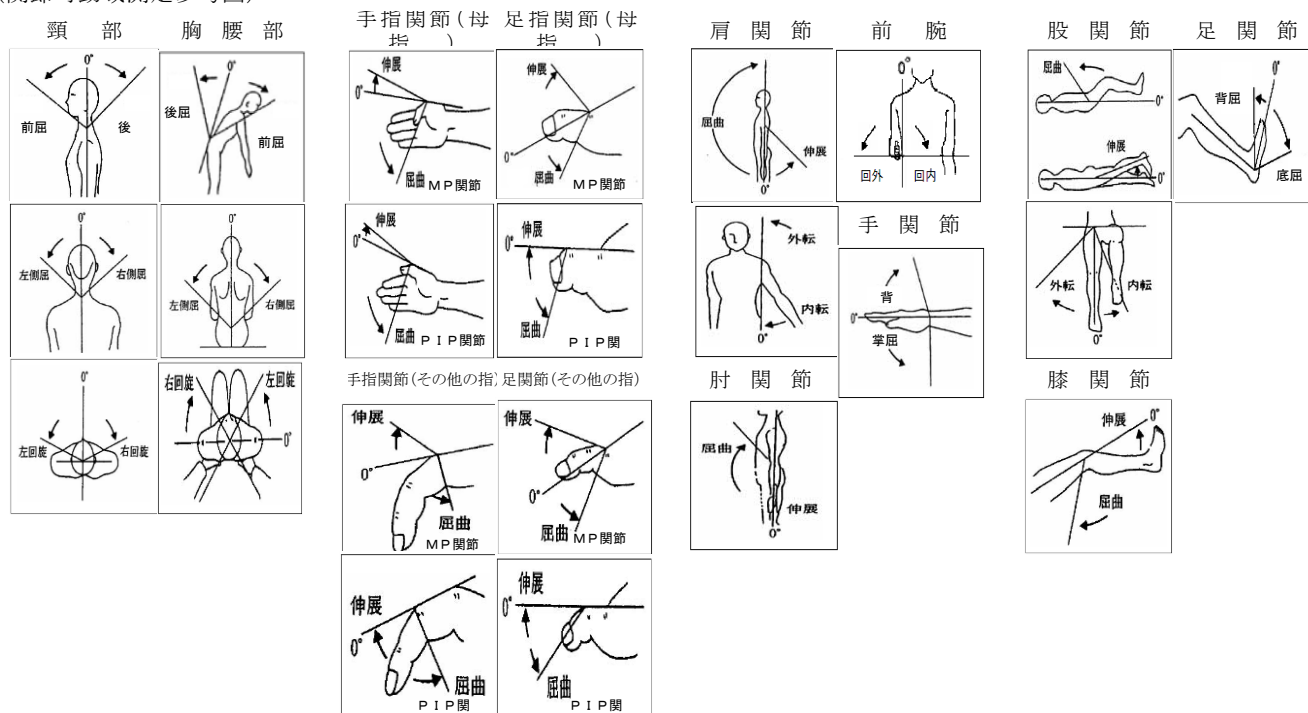 (関節可動域測定参考図)
頸部
0°
前屈
後
0°
左側屈
右側屈
0°
左回旋
右回旋
胸腰部
0°
後屈
前屈
0°
左側屈
右側屈
右回旋
左回旋
0°
手指関節(母
指 )
伸展
0°
屈曲
MP関節
伸展
0°
屈曲
PIP関節
足指関節(母
指 )
伸展
0°
屈曲
MP関節
伸展
0°
屈曲
PIP関
手指関節(その他の指)
伸展
0°
屈曲
MP関節
伸展
0°
屈曲
PIP関
足関節(その他の指)
伸展
0°
屈曲
MP関節
伸展
0°
屈曲
PIP関
肩関節
屈曲
伸展
0°
外転
内転
0°
肘関節
屈曲
伸展
0°
前腕
0°
回外
回内
手関節
背
0°
掌屈
股関節
屈曲
0°
伸展
0°
外転
内転
0°
膝関節
伸展
0°
屈曲
足関節
0°
背屈
底屈